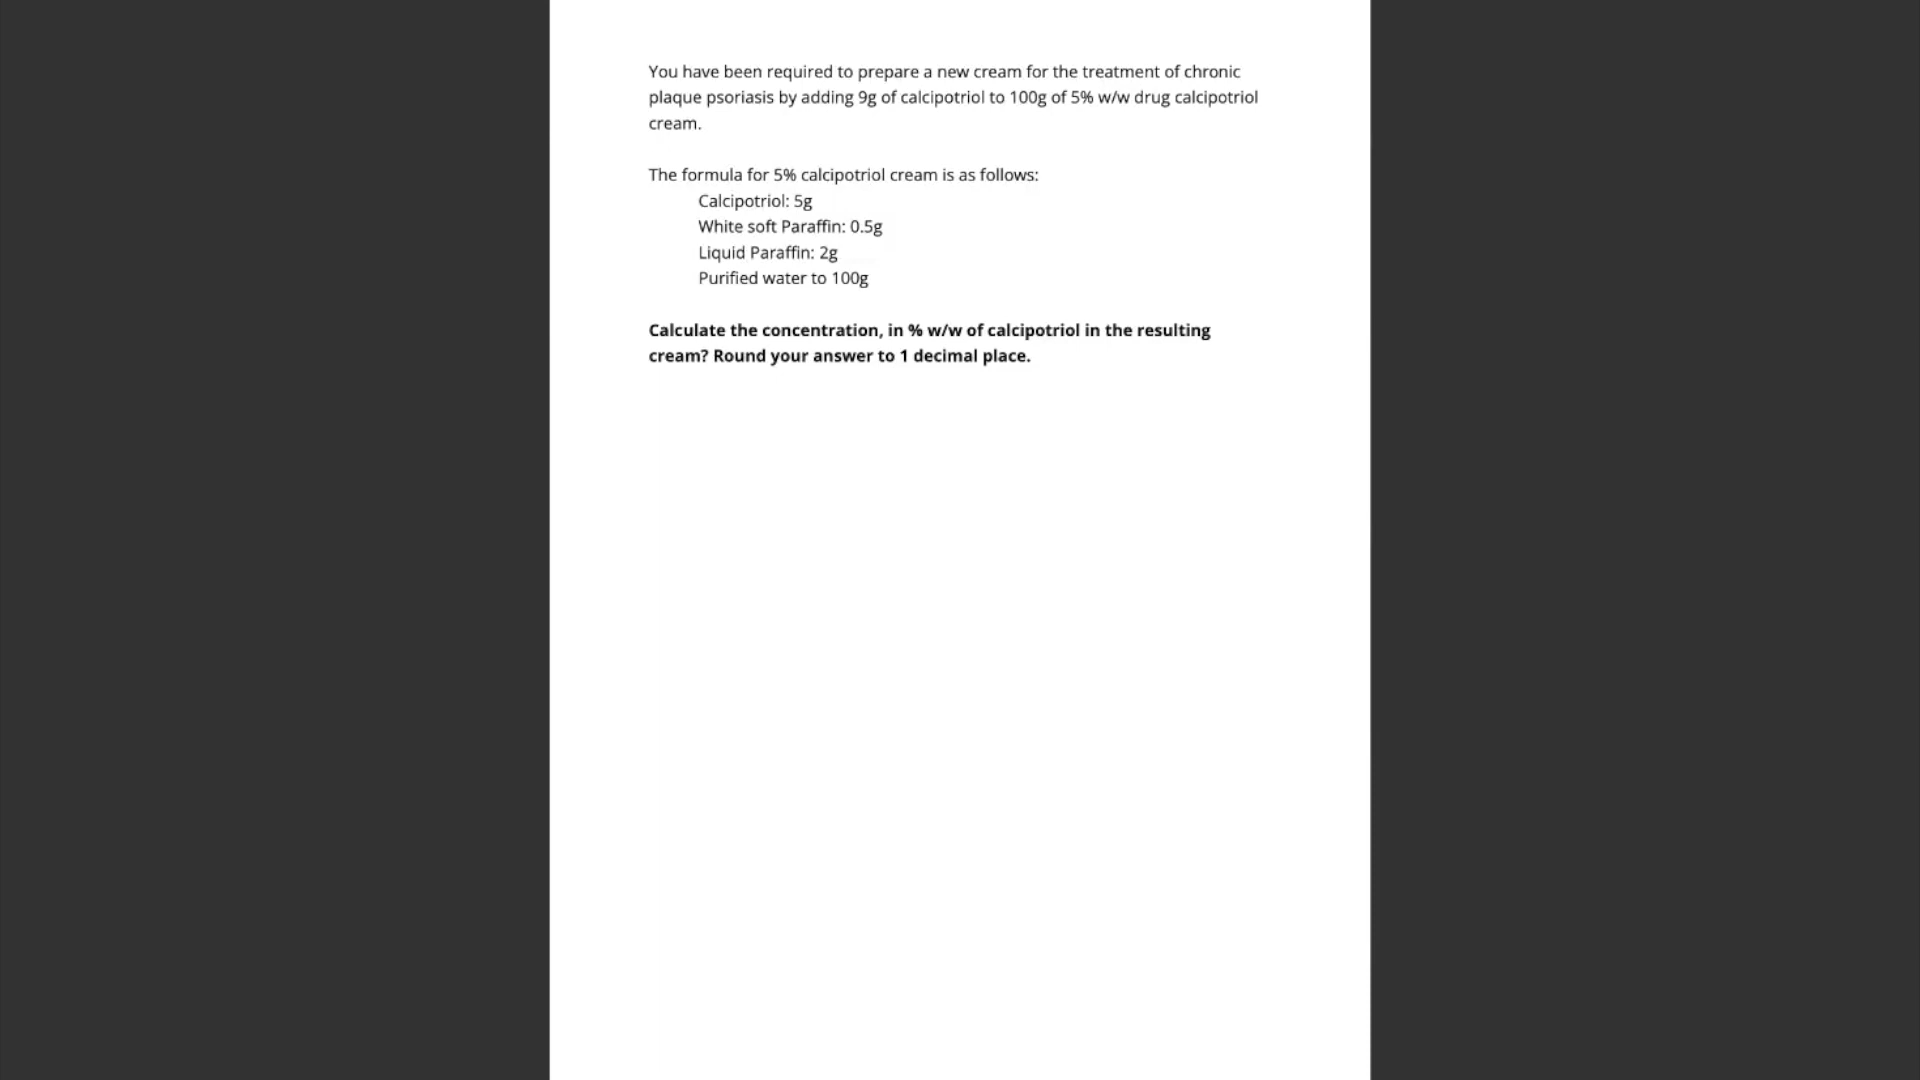 You have been required to prepare a new cream for the treatment of chronic
plaque psoriasis by adding 9g of calcipotriol to 100g of 5% w/w drug calcipotriol
cream.
The formula for 5% calcipotriol cream is as follows:
Calcipotriol: 5g
White soft Paraffin: 0.5g
Liquid Paraffin: 2g
Purified water to 100g
Calculate the concentration, in % w/w of calcipotriol in the resulting
cream? Round your answer to 1 decimal place.